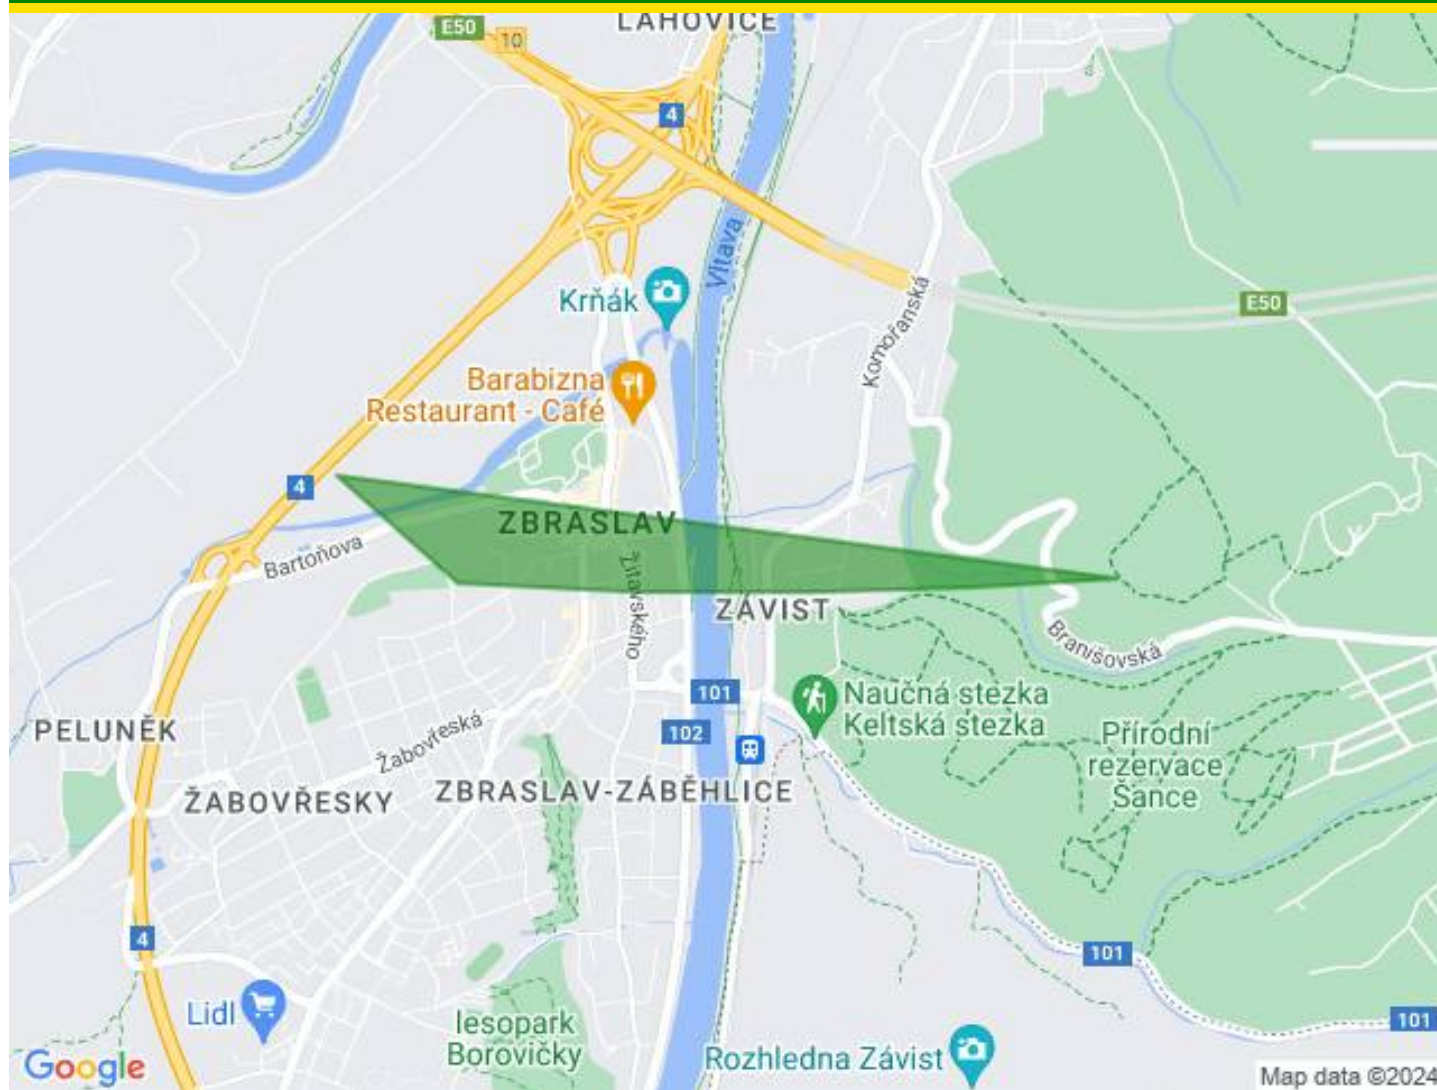 LAHOVICE
E50
10
4
Vltava
Krňák
E50
Komořanská
Barabizna
Restaurant - Café
4
ZBRASLAV
Bartoňova
Žitavského
ZÁVIST
Branišovská
101
Naučná stezka
Keltská stezka
PELUNĚK
102
Žabovřeská
Přírodní
rezervace
Šance
ZBRASLAV-ZÁBĚHLICE
ŽABOVŘESKY
4
101
Lidl
lesopark
Borovičky
101
Rozhledna Závist
Google
Map data ©2024